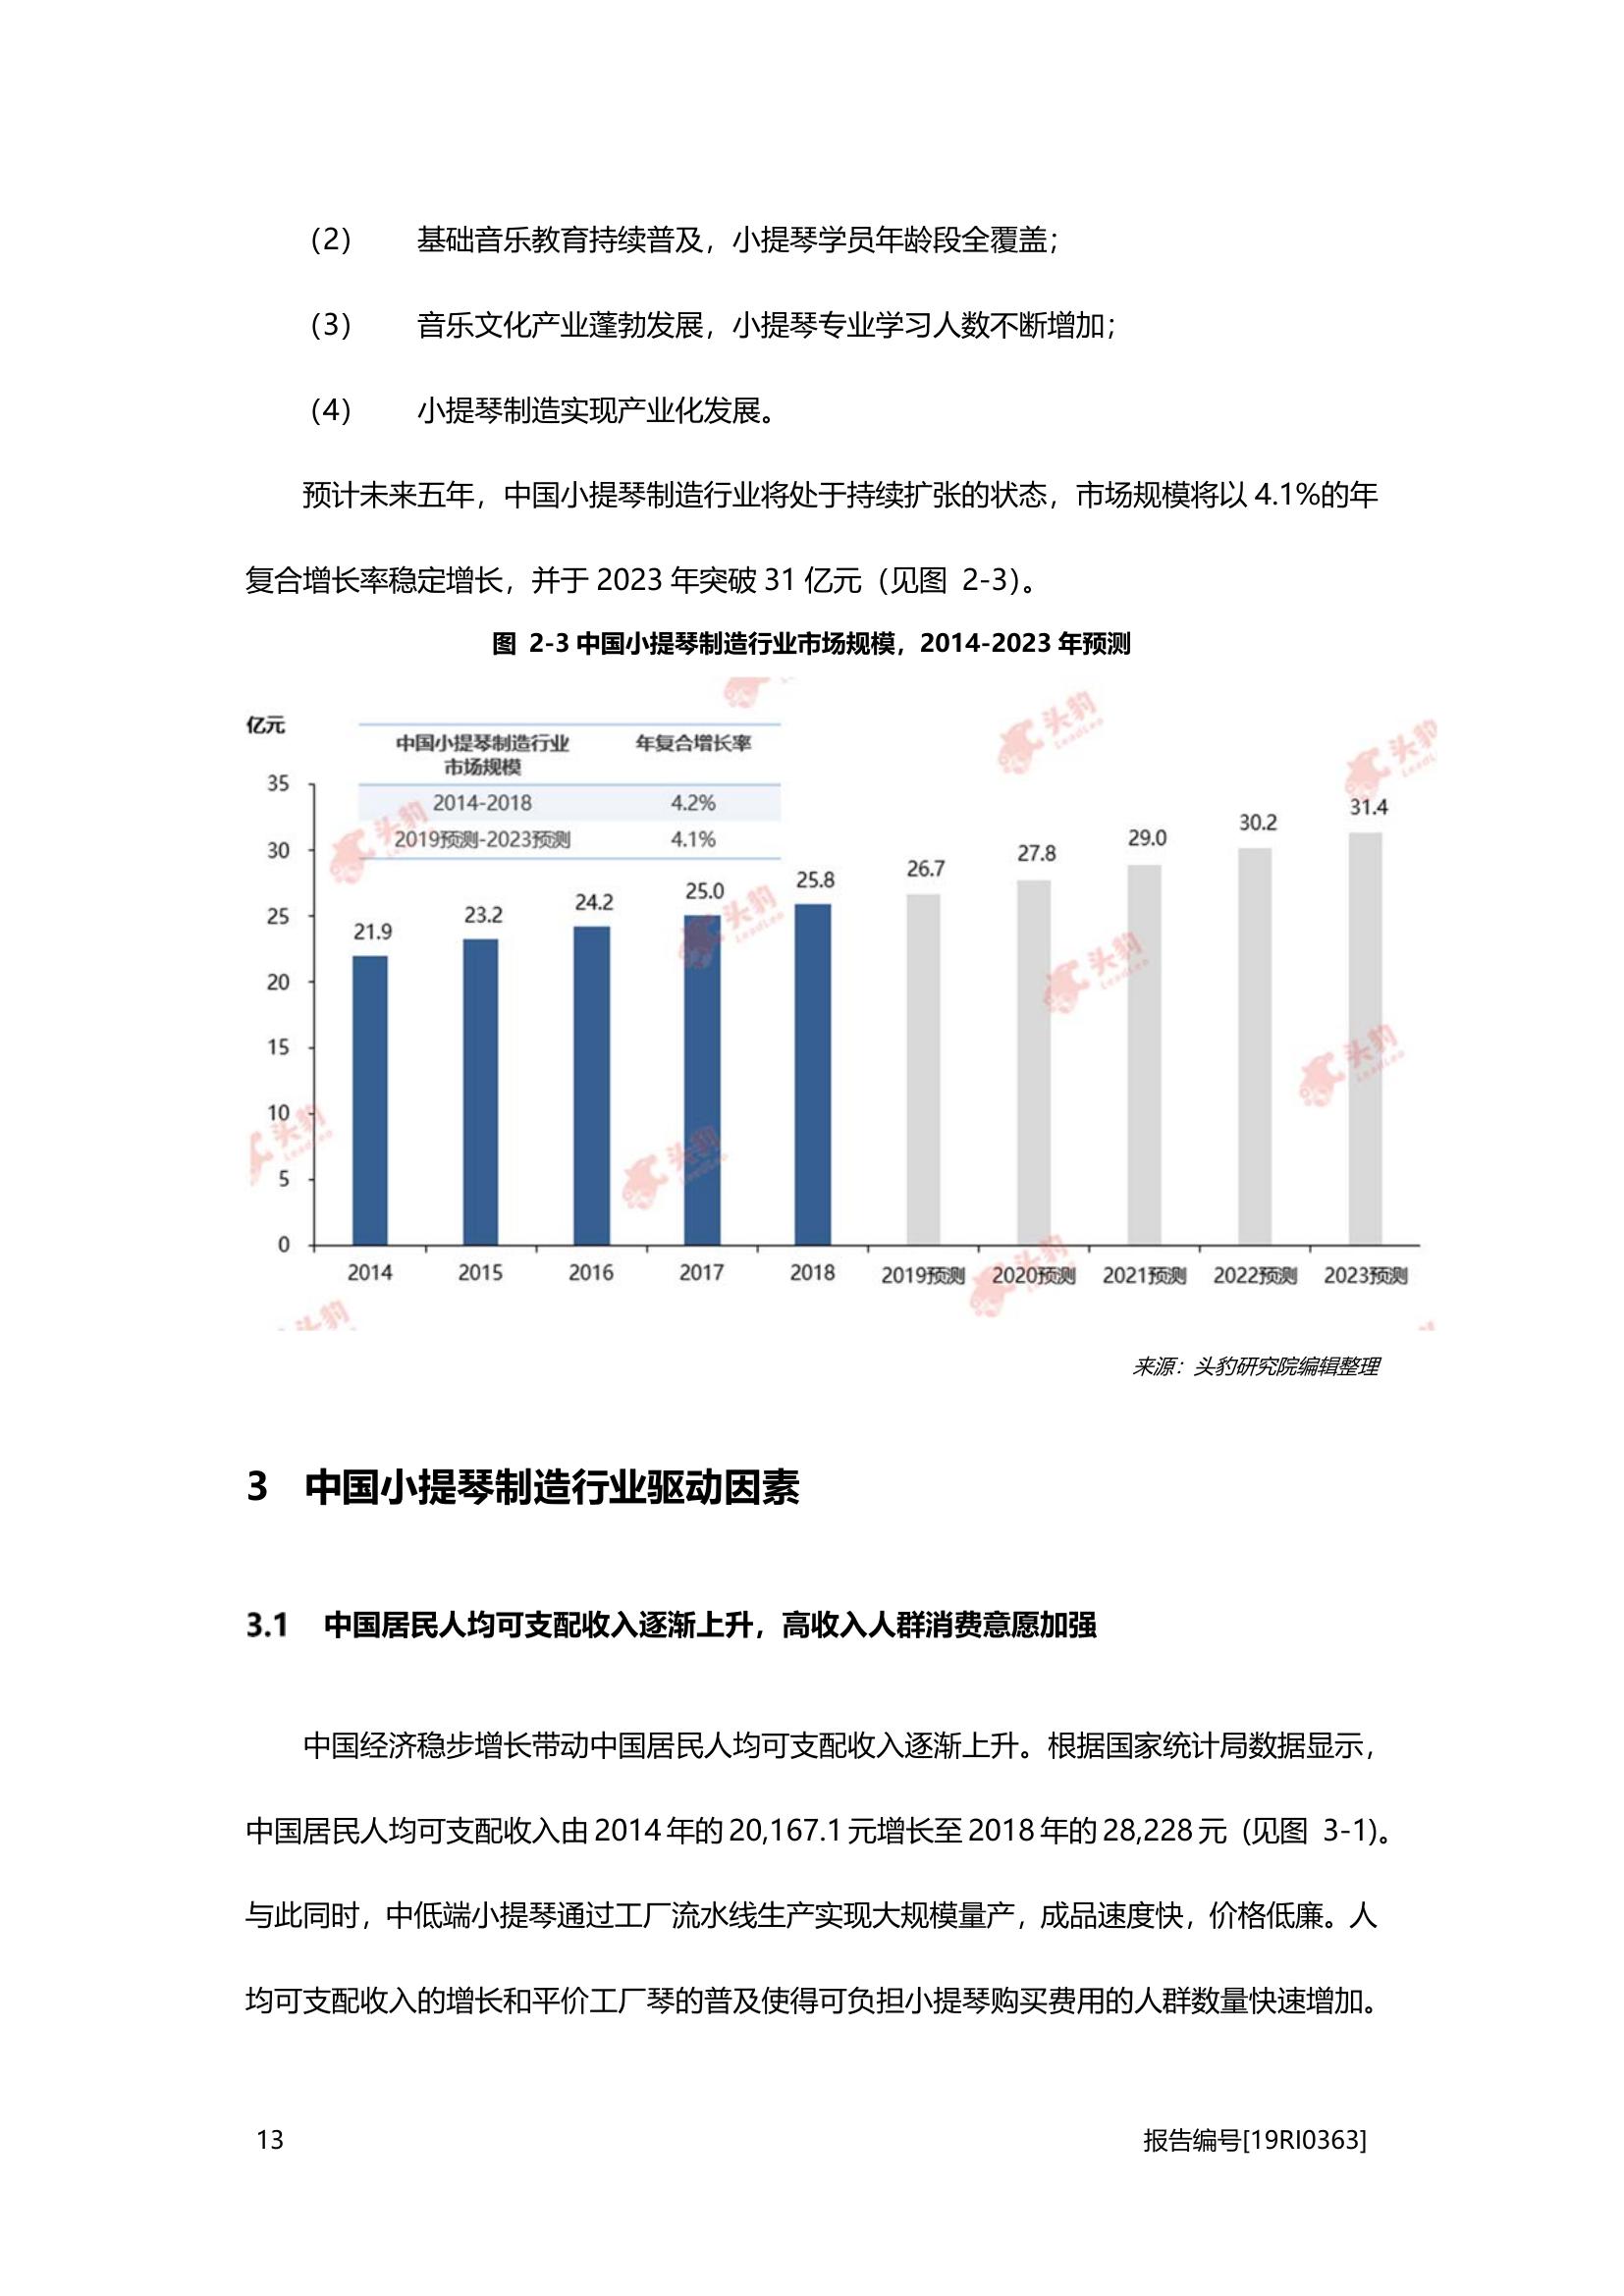 （2） 基础音乐教育持续普及，小提琴学员年龄段全覆盖；
（3） 音乐文化产业蓬勃发展，小提琴专业学习人数不断增加；
（4） 小提琴制造实现产业化发展。
预计未来五年，中国小提琴制造行业将处于持续扩张的状态，市场规模将以 4.1%的年
复合增长率稳定增长，并于 2023 年突破 31 亿元（见图 2-3）。
图 2-3 中国小提琴制造行业市场规模，2014-2023 年预测
亿元
中国小提琴制造行业 年复合增长率
市场规模
2014-2018 4.2%
2019预测-2023预测 4.1%
35
30
25
20
15
10
5
0
21.9 23.2 24.2 25.0 25.8 26.7 27.8 29.0 30.2 31.4
2014 2015 2016 2017 2018 2019预测 2020预测 2021预测 2022预测 2023预测
头豹 LeadLeo
来源：头豹研究院编辑整理
3 中国小提琴制造行业驱动因素
3.1 中国居民人均可支配收入逐渐上升，高收入人群消费意愿加强
中国经济稳步增长带动中国居民人均可支配收入逐渐上升。根据国家统计局数据显示，
中国居民人均可支配收入由 2014 年的 20,167.1 元增长至 2018 年的 28,228 元（见图 3-1）。
与此同时，中低端小提琴通过工厂流水线生产实现大规模量产，成品速度快，价格低廉。人
均可支配收入的增长和平价工厂琴的普及使得可负担小提琴购买费用的人群数量快速增加。
13 报告编号[19RI0363]